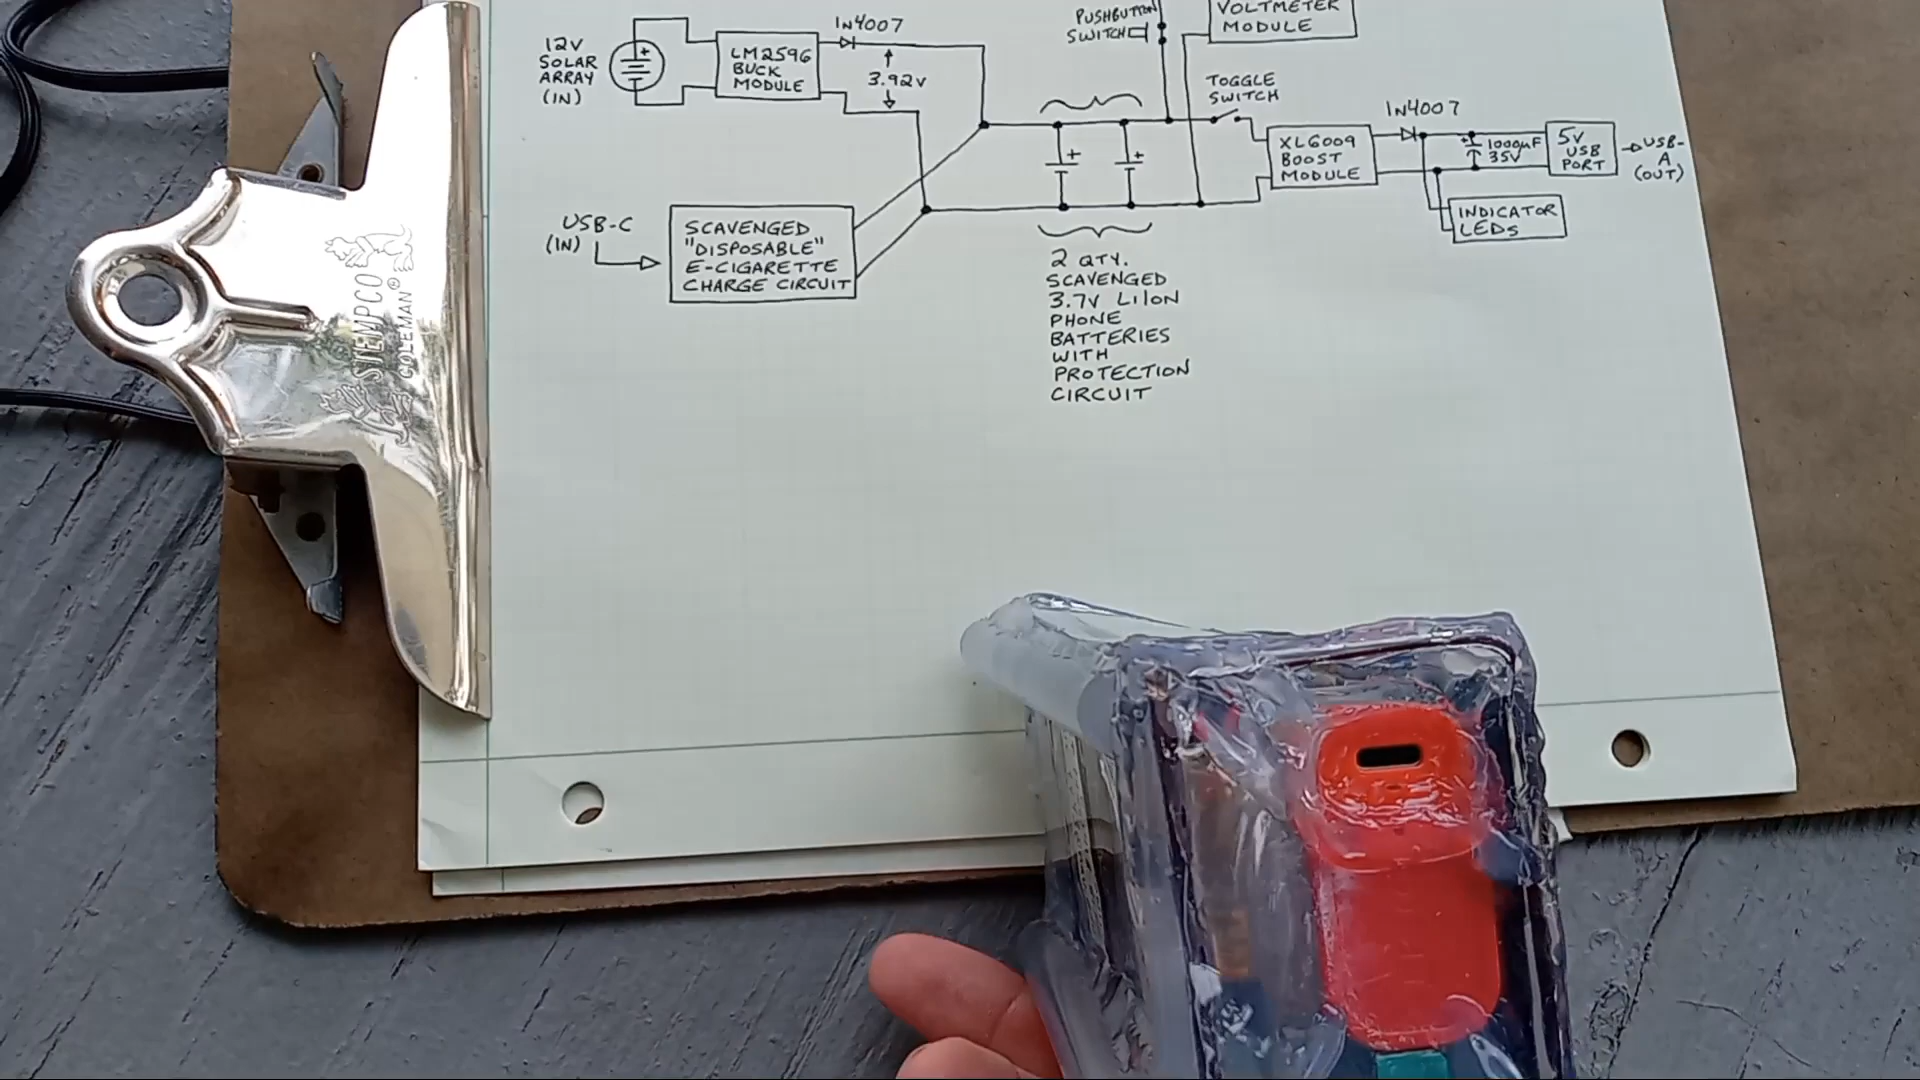 12V
SOLAR
ARRAY
(IN)
LM2596
BUCK
MODULE
1N4007
3.92V
PUSHBUTTON
SWITCH
VOLTMETER
MODULE
TOGGLE
SWITCH
XL6009
BOOST
MODULE
1N4007
1000µF
35V
5V
USB
PORT
USB-
A
(OUT)
INDICATOR
LEDS
USB-C
(IN)
SCAVENGED
"DISPOSABLE"
E-CIGARETTE
CHARGE CIRCUIT
+
+
+
+
2 QTY.
SCAVENGED
3.7V LiION
PHONE
BATTERIES
WITH
PROTECTION
CIRCUIT
STEMPCO
COLEMAN®